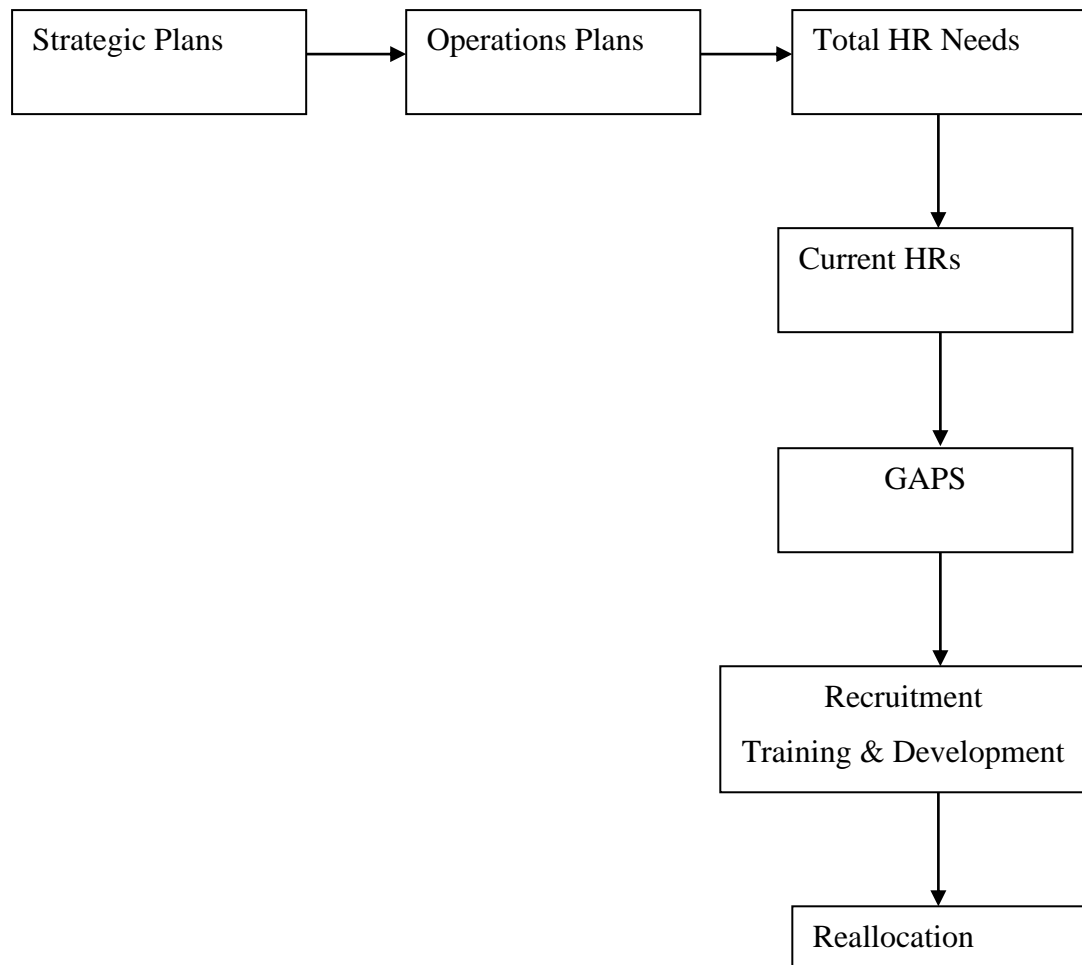 Strategic Plans
Operations Plans
Total HR Needs
Current HRs
GAPS
Recruitment
Training & Development
Reallocation